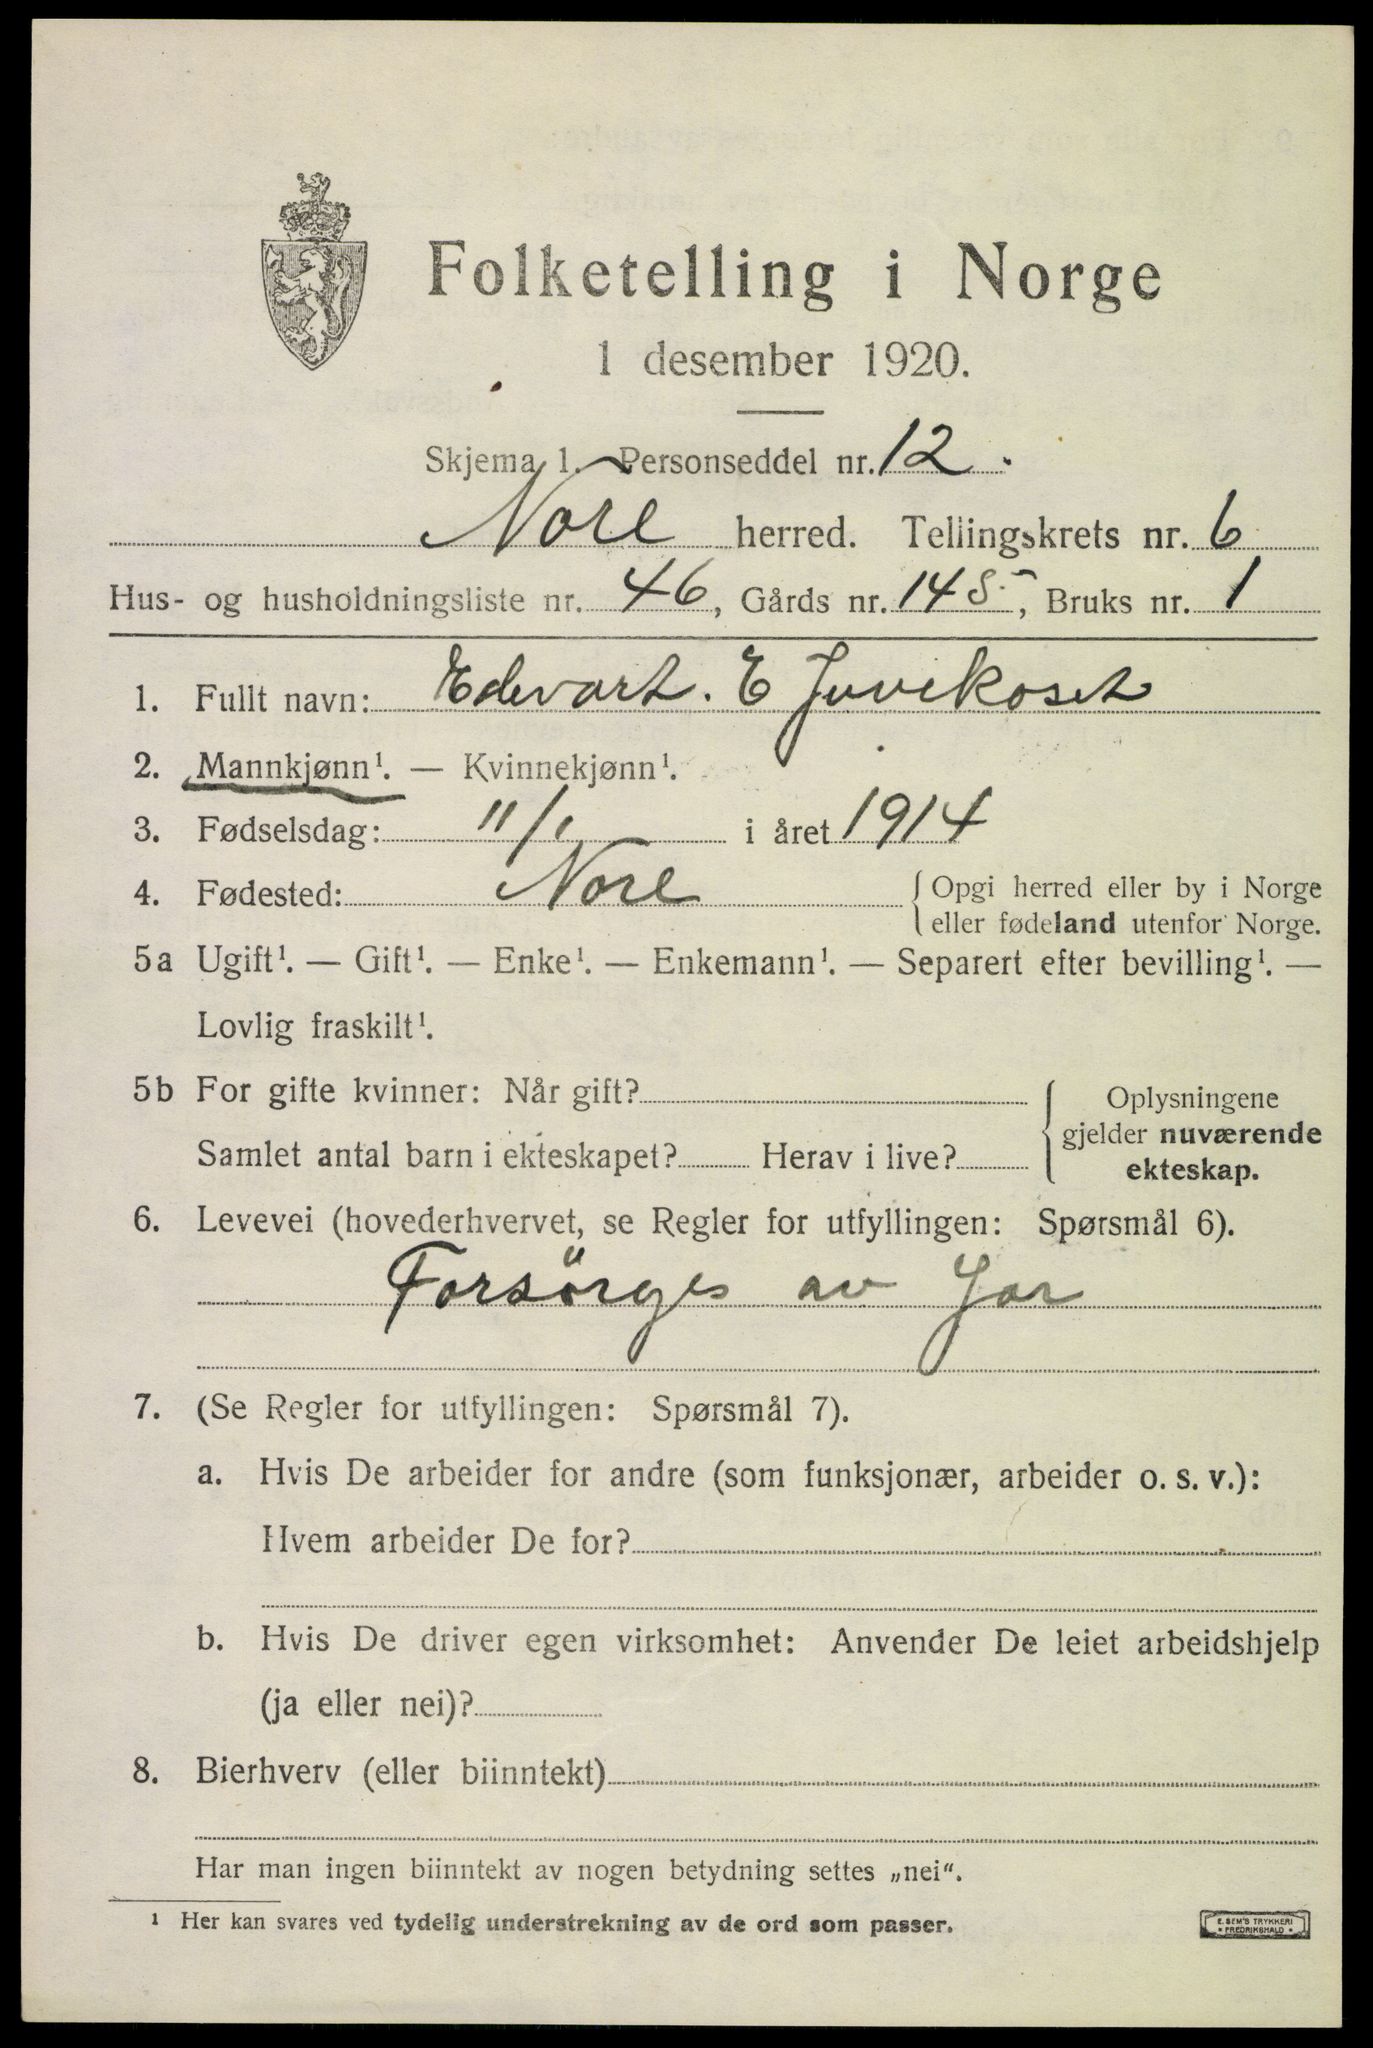 Folketelling i Norge
1 desember 1920.
Skjema 1. Personseddel nr. 12.
Nore herred. Tellingskrets nr. 6
Hus- og husholdningsliste nr. 46, Gårds nr. 145, Bruks nr. 1
1. Fullt navn: Edevart. E Juvekoset
2. Mannkjønn¹. — Kvinnekjønn¹.
3. Fødselsdag: 11/1 i året 1914
4. Fødested: Nore { Opgi herred eller by i Norge
eller fødeland utenfor Norge.
5a Ugift¹. — Gift¹. — Enke¹. — Enkemann¹. — Separert efter bevilling¹. —
Lovlig fraskilt¹.
5b For gifte kvinner: Når gift?
Samlet antal barn i ekteskapet? Herav i live?
Oplysningene
gjelder nuværende
ekteskap.
6. Levevei (hovederhvervet, se Regler for utfyllingen: Spørsmål 6).
Forsörges av Far
7. (Se Regler for utfyllingen: Spørsmål 7).
a. Hvis De arbeider for andre (som funksjonær, arbeider o. s. v.):
Hvem arbeider De for?
b. Hvis De driver egen virksomhet: Anvender De leiet arbeidshjelp
(ja eller nei)?
8. Bierhverv (eller biinntekt)
Har man ingen biinntekt av nogen betydning settes „nei“.
¹ Her kan svares ved tydelig understrekning av de ord som passer.
E. SEM'S TRYKKERI
• FREDRIKSHALD •